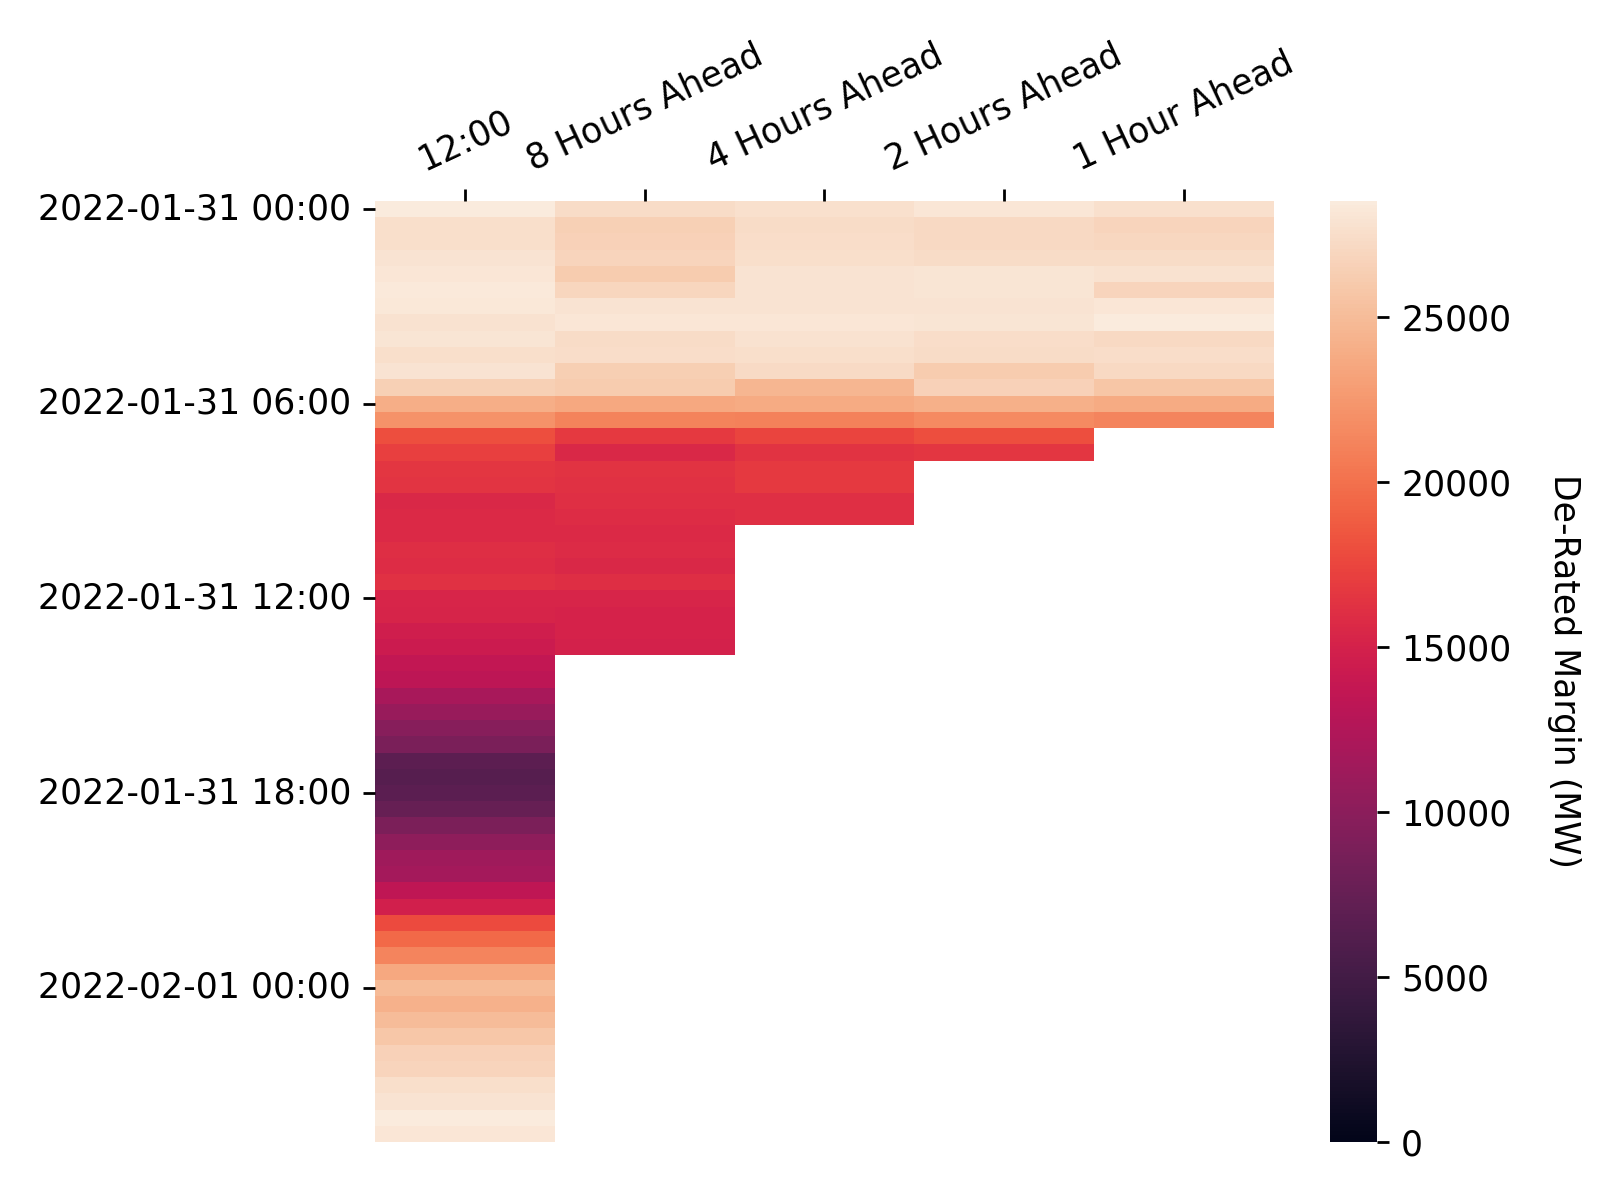 12:00
8 Hours Ahead
4 Hours Ahead
2 Hours Ahead
1 Hour Ahead
2022-01-31 00:00
2022-01-31 06:00
2022-01-31 12:00
2022-01-31 18:00
2022-02-01 00:00
25000
20000
15000
10000
5000
0
De-Rated Margin (MW)